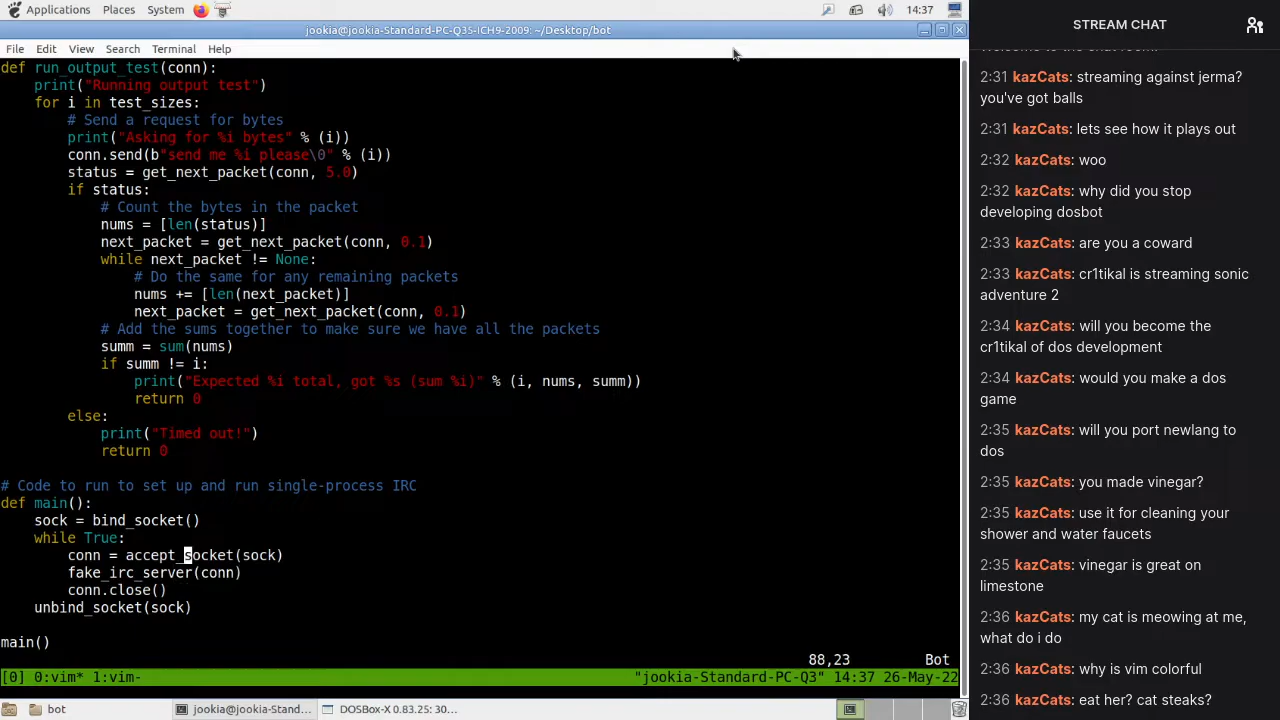 Applications Places System 14:37
jookia@jookia-Standard-PC-Q35-ICH9-2009: ~/Desktop/bot
File Edit View Search Terminal Help
def run_output_test(conn):
    print("Running output test")
    for i in test_sizes:
        # Send a request for bytes
        print("Asking for %i bytes" % (i))
        conn.send(b"send me %i please\0" % (i))
        status = get_next_packet(conn, 5.0)
        if status:
            # Count the bytes in the packet
            nums = [len(status)]
            next_packet = get_next_packet(conn, 0.1)
            while next_packet != None:
                # Do the same for any remaining packets
                nums += [len(next_packet)]
                next_packet = get_next_packet(conn, 0.1)
            # Add the sums together to make sure we have all the packets
            summ = sum(nums)
            if summ != i:
                print("Expected %i total, got %s (sum %i)" % (i, nums, summ))
                return 0
        else:
            print("Timed out!")
            return 0
# Code to run to set up and run single-process IRC
def main():
    sock = bind_socket()
    while True:
        conn = accept_socket(sock)
        fake_irc_server(conn)
        conn.close()
    unbind_socket(sock)
main()
88,23 Bot
[0] 0:vim* 1:vim- "jookia-Standard-PC-Q3" 14:37 26-May-22
bot jookia@jookia-Stand... DOSBox-X 0.83.25: 30...
STREAM CHAT
2:31 kazCats: streaming against jerma?
you've got balls
2:31 kazCats: lets see how it plays out
2:32 kazCats: woo
2:32 kazCats: why did you stop
developing dosbot
2:33 kazCats: are you a coward
2:33 kazCats: cr1tikal is streaming sonic
adventure 2
2:34 kazCats: will you become the
cr1tikal of dos development
2:34 kazCats: would you make a dos
game
2:35 kazCats: will you port newlang to
dos
2:35 kazCats: you made vinegar?
2:35 kazCats: use it for cleaning your
shower and water faucets
2:35 kazCats: vinegar is great on
limestone
2:36 kazCats: my cat is meowing at me,
what do i do
2:36 kazCats: why is vim colorful
2:36 kazCats: eat her? cat steaks?